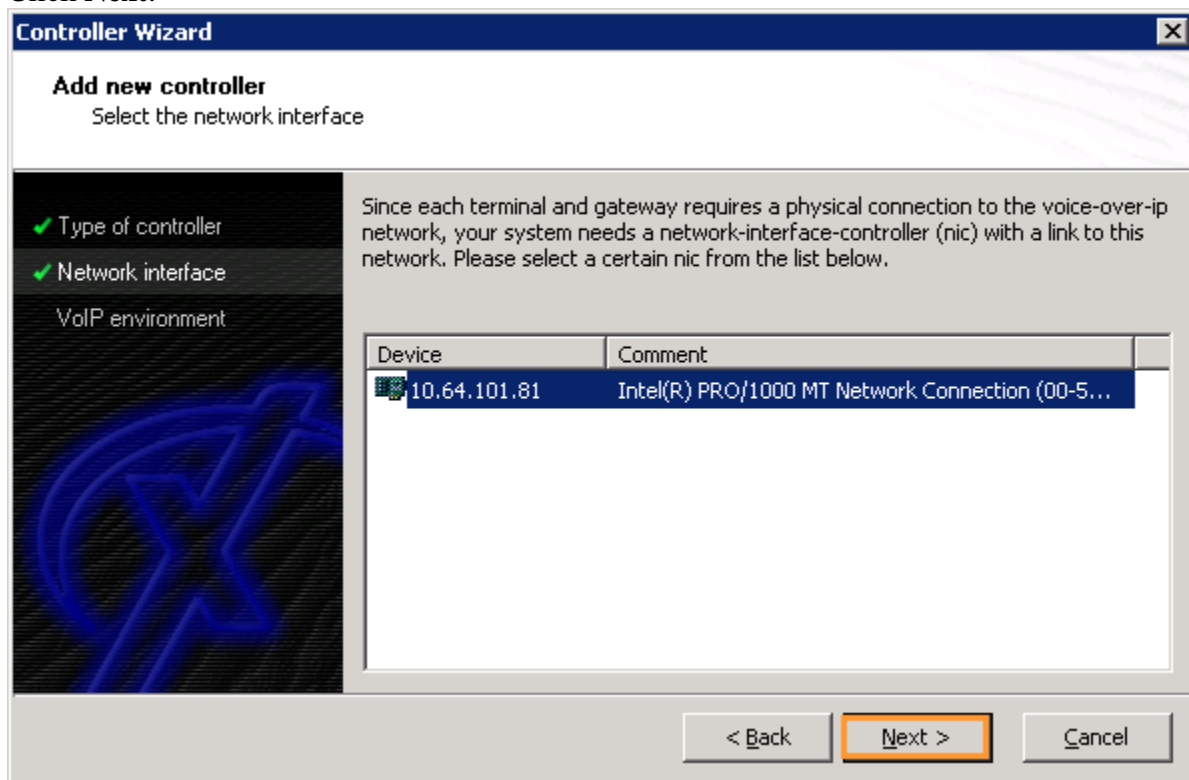 Click Next.
Controller Wizard
Add new controller
Select the network interface
Type of controller
Network interface
VoIP environment
Since each terminal and gateway requires a physical connection to the voice-over-ip
network, your system needs a network-interface-controller (nic) with a link to this
network. Please select a certain nic from the list below.
Device Comment
10.64.101.81 Intel(R) PRO/1000 MT Network Connection (00-5...
< Back Next > Cancel